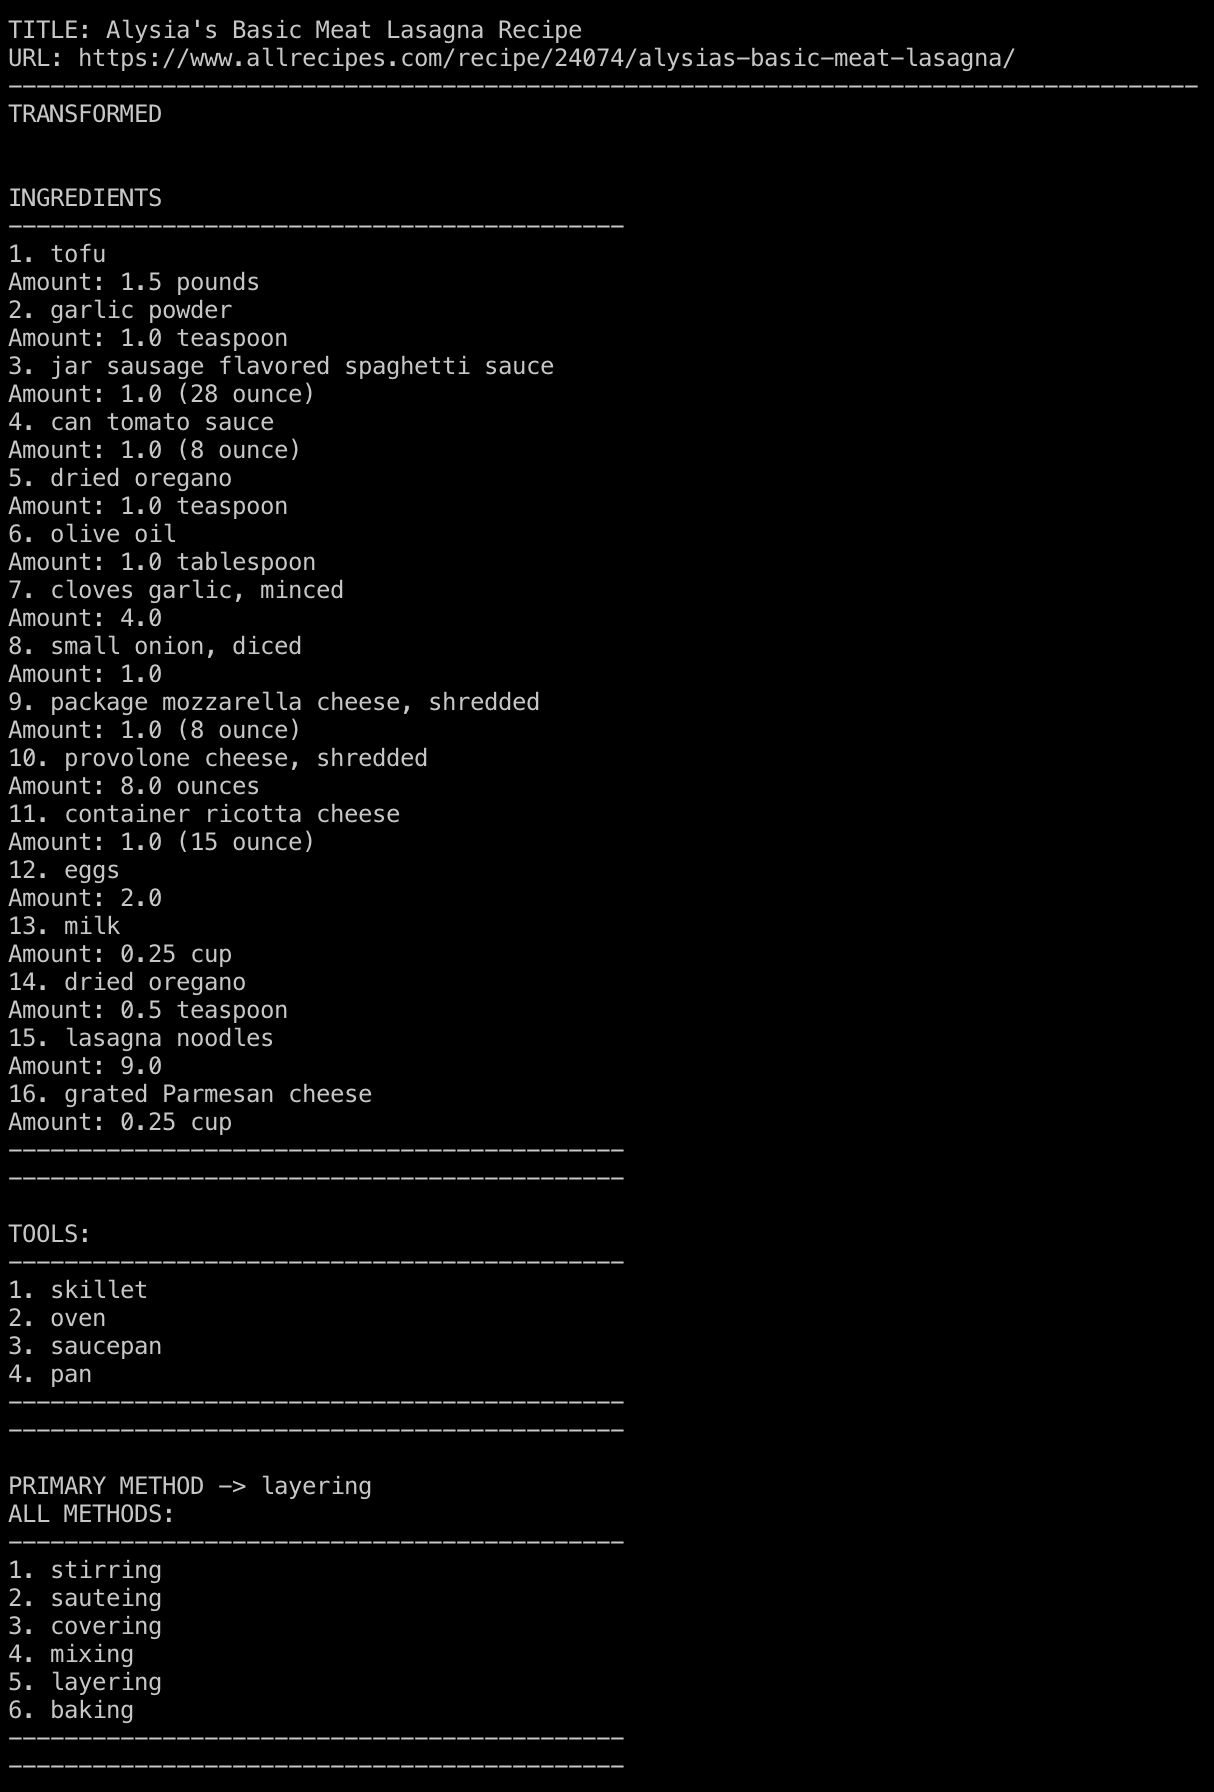 TITLE: Alysia's Basic Meat Lasagna Recipe
URL: https://www.allrecipes.com/recipe/24074/alysias-basic-meat-lasagna/
-------------------------------------------------------------------------------------
TRANSFORMED
INGREDIENTS
--------------------------------------------
1. tofu
Amount: 1.5 pounds
2. garlic powder
Amount: 1.0 teaspoon
3. jar sausage flavored spaghetti sauce
Amount: 1.0 (28 ounce)
4. can tomato sauce
Amount: 1.0 (8 ounce)
5. dried oregano
Amount: 1.0 teaspoon
6. olive oil
Amount: 1.0 tablespoon
7. cloves garlic, minced
Amount: 4.0
8. small onion, diced
Amount: 1.0
9. package mozzarella cheese, shredded
Amount: 1.0 (8 ounce)
10. provolone cheese, shredded
Amount: 8.0 ounces
11. container ricotta cheese
Amount: 1.0 (15 ounce)
12. eggs
Amount: 2.0
13. milk
Amount: 0.25 cup
14. dried oregano
Amount: 0.5 teaspoon
15. lasagna noodles
Amount: 9.0
16. grated Parmesan cheese
Amount: 0.25 cup
--------------------------------------------
--------------------------------------------
TOOLS:
--------------------------------------------
1. skillet
2. oven
3. saucepan
4. pan
--------------------------------------------
--------------------------------------------
PRIMARY METHOD -> layering
ALL METHODS:
--------------------------------------------
1. stirring
2. sauteing
3. covering
4. mixing
5. layering
6. baking
--------------------------------------------
--------------------------------------------